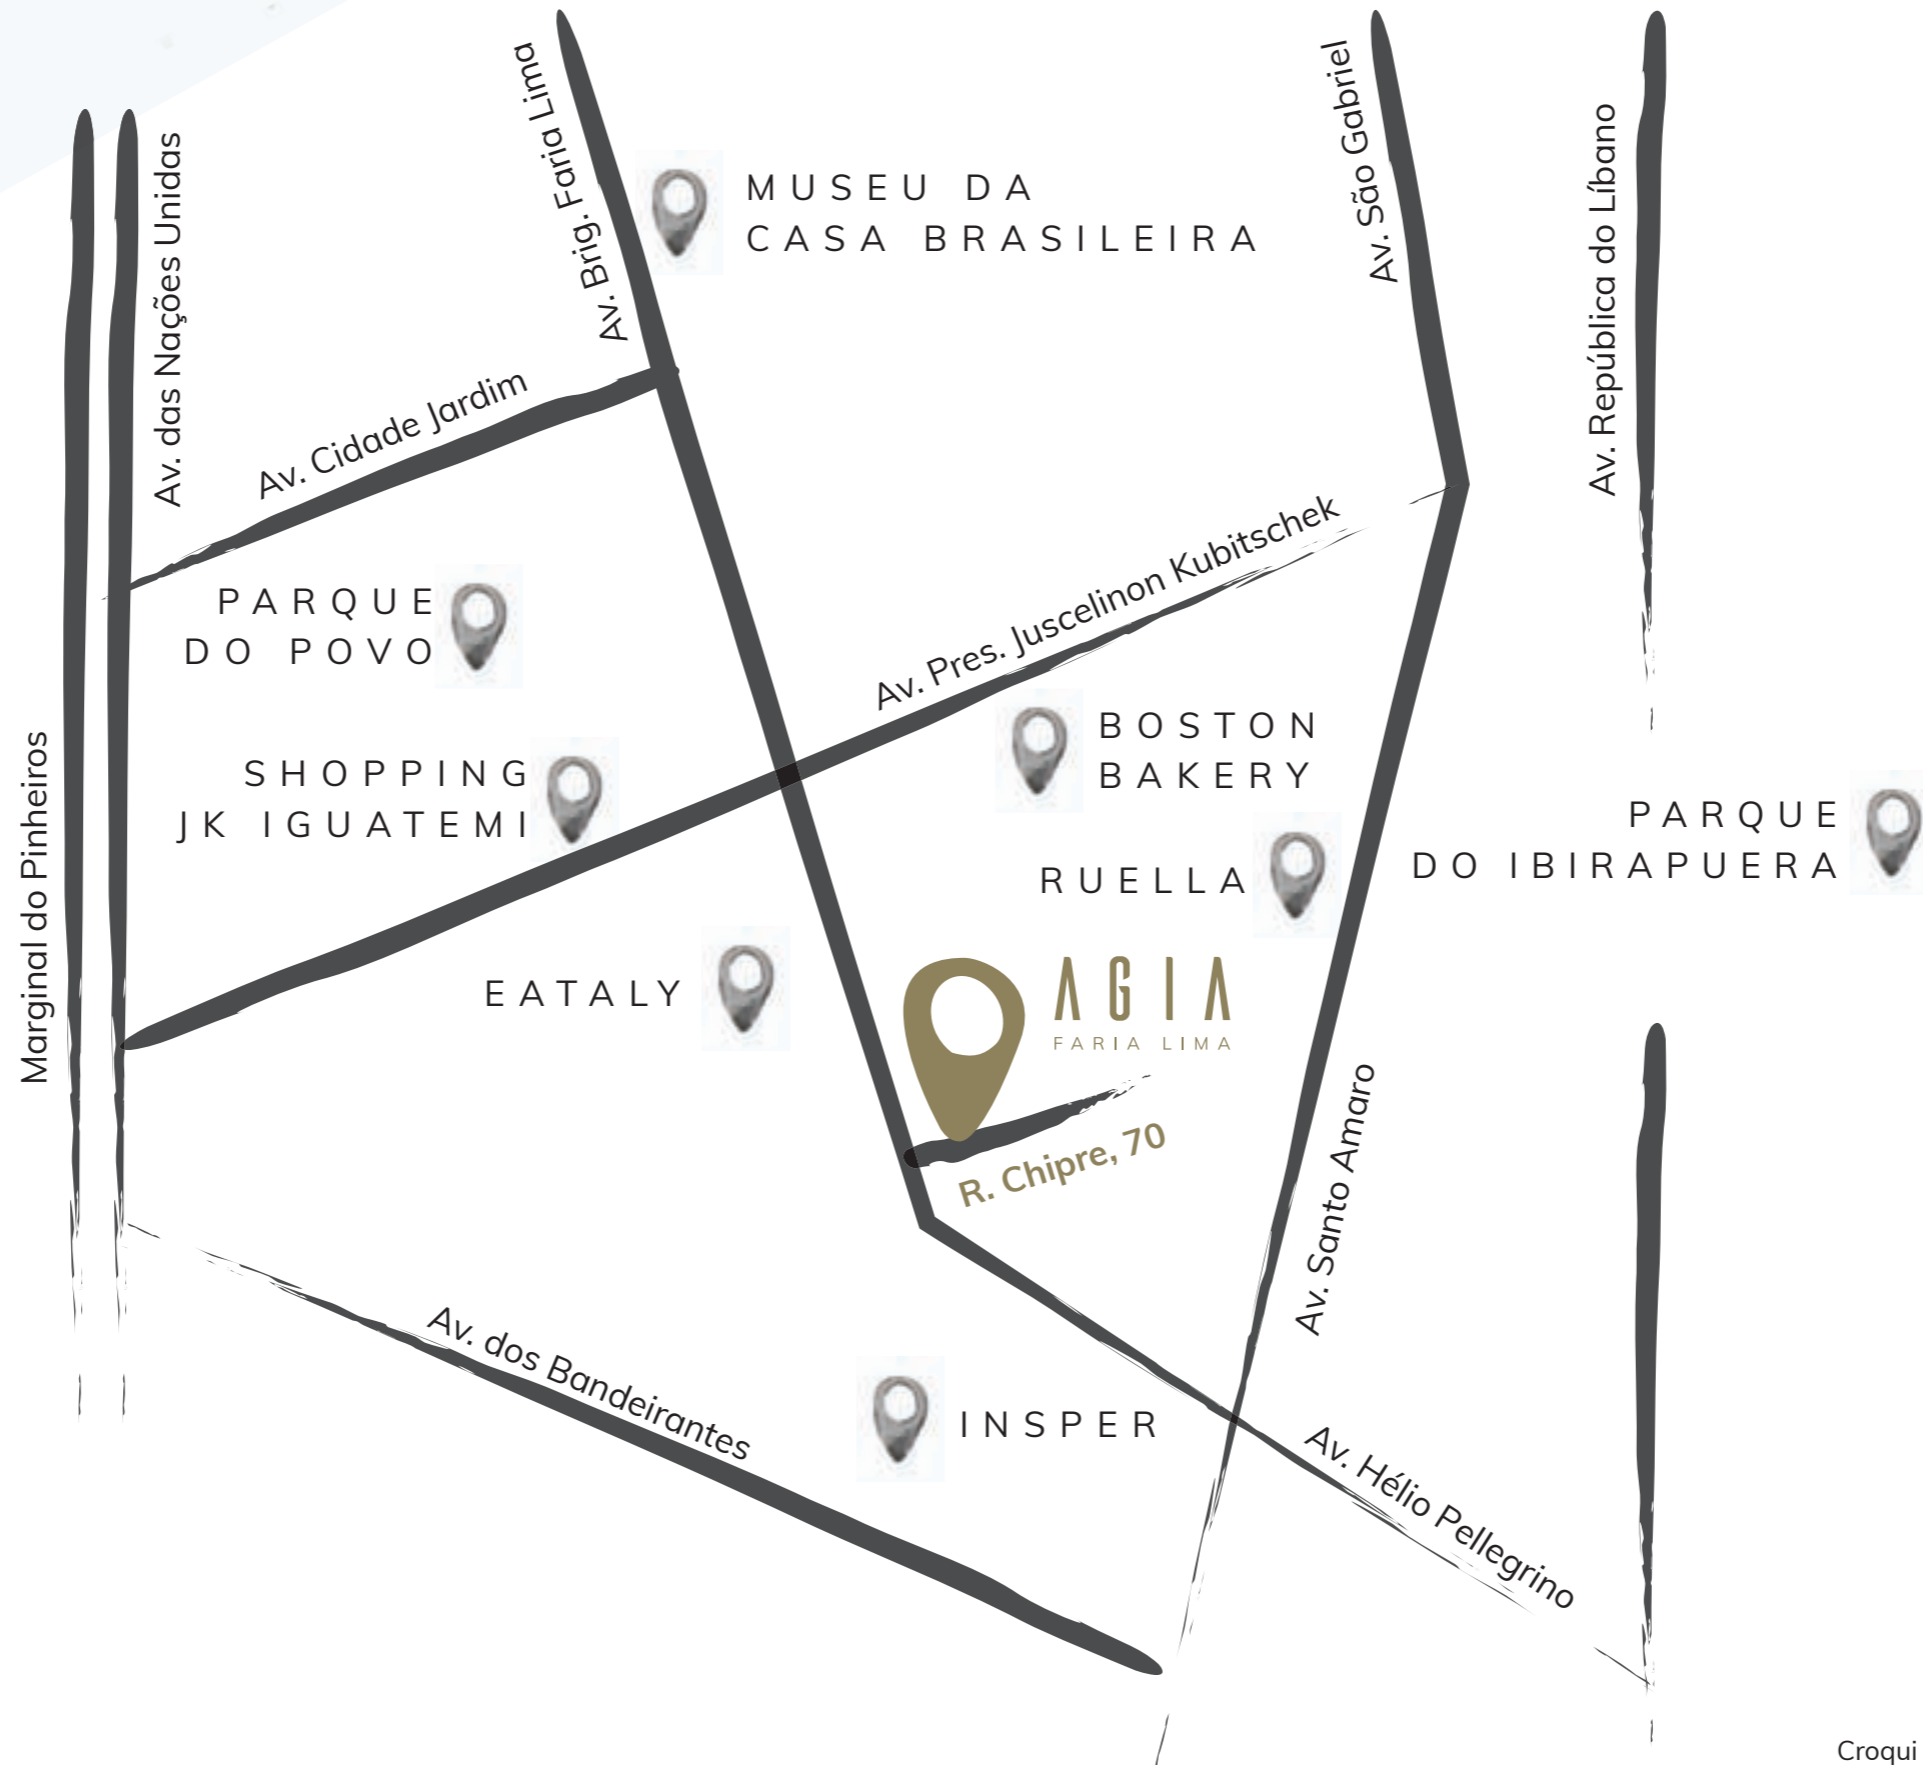 Av. Brig. Faria Lima
Av. São Gabriel
Av. República do Líbano
Av. das Nações Unidas
MUSEU DA
CASA BRASILEIRA
Av. Cidade Jardim
PARQUE
DO POVO
Av. Pres. Juscelinon Kubitschek
SHOPPING
JK IGUATEMI
BOSTON
BAKERY
PARQUE
DO IBIRAPUERA
Marginal do Pinheiros
RUELLA
EATALY
AGIA
FARIA LIMA
R. Chipre, 70
Av. Santo Amaro
Av. dos Bandeirantes
INSPER
Av. Hélio Pellegrino
Croqui